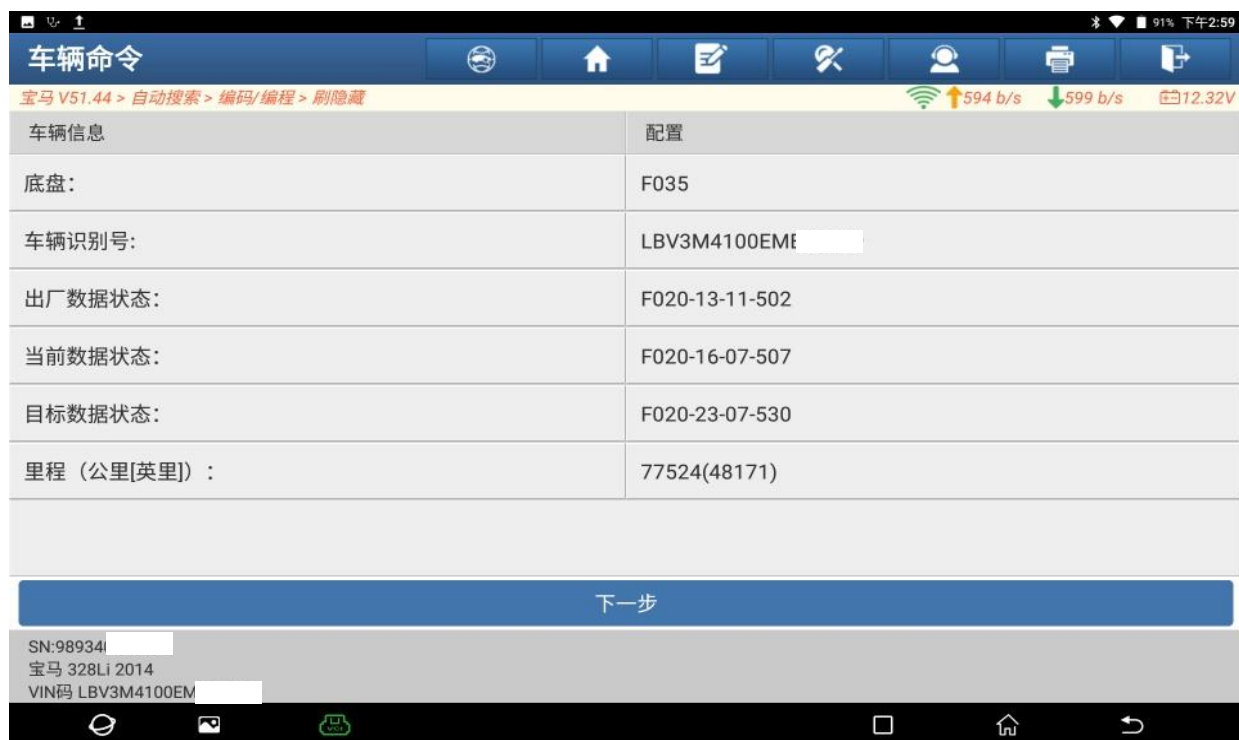 91% 下午2:59
车辆命令
宝马 V51.44 > 自动搜索 > 编码/编程 > 刷隐藏 594 b/s 599 b/s 12.32V
车辆信息 配置
底盘: F035
车辆识别号: LBV3M4100EME
出厂数据状态: F020-13-11-502
当前数据状态: F020-16-07-507
目标数据状态: F020-23-07-530
里程（公里[英里]）: 77524(48171)
下一步
SN:98934
宝马 328Li 2014
VIN码 LBV3M4100EM
VCI